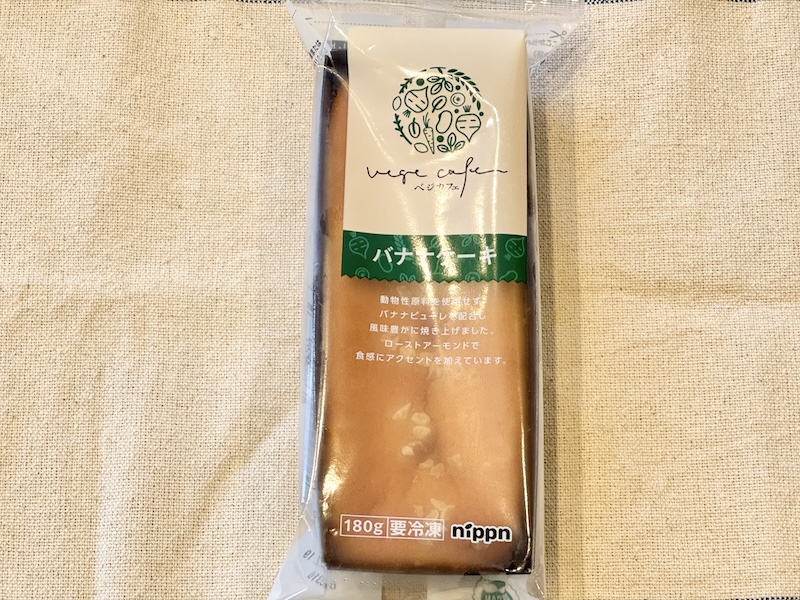 vege cafe
ベジカフェ
バナナケーキ
動物性原料を使用せず、
バナナピューレを配合し
風味豊かに焼き上げました。
ローストアーモンドで
食感にアクセントを加えています。
180g 要冷凍 nippn